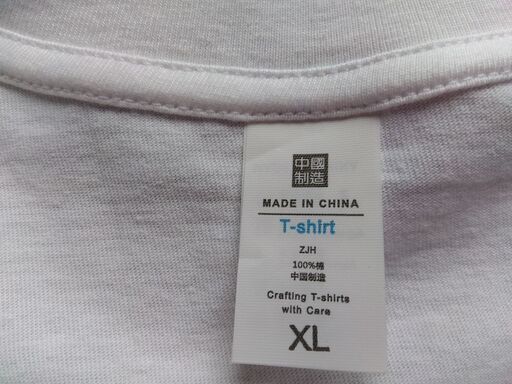 中國
制造
MADE IN CHINA
T-shirt
ZJH
100%棉
中国制造
Crafting T-shirts
with Care
XL